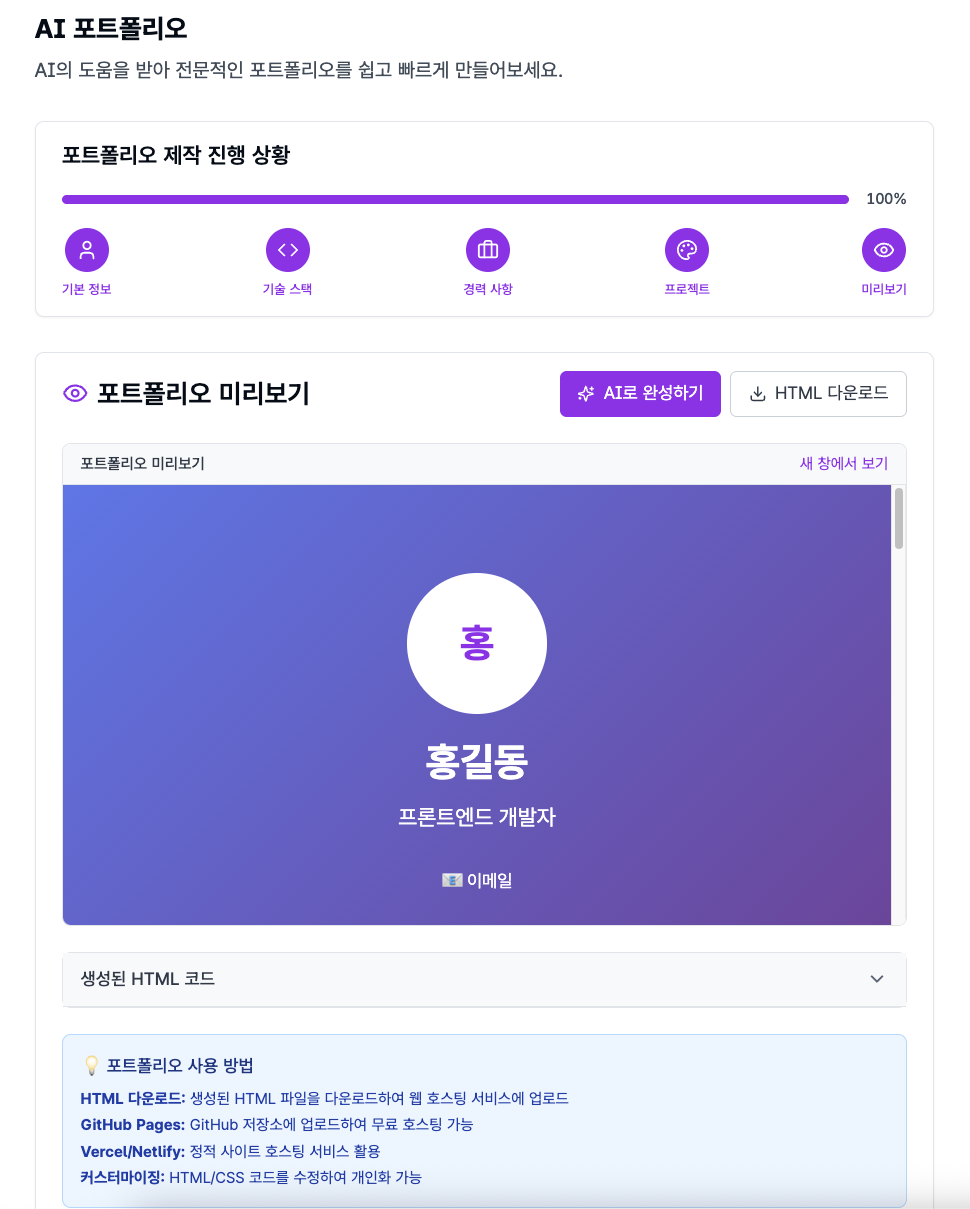 AI 포트폴리오
AI의 도움을 받아 전문적인 포트폴리오를 쉽고 빠르게 만들어보세요.
포트폴리오 제작 진행 상황
100%
기본 정보
기술 스택
경력 사항
프로젝트
미리보기
포트폴리오 미리보기
AI로 완성하기
HTML 다운로드
포트폴리오 미리보기
새 창에서 보기
홍
홍길동
프론트엔드 개발자
📧 이메일
생성된 HTML 코드
💡 포트폴리오 사용 방법
HTML 다운로드: 생성된 HTML 파일을 다운로드하여 웹 호스팅 서비스에 업로드
GitHub Pages: GitHub 저장소에 업로드하여 무료 호스팅 가능
Vercel/Netlify: 정적 사이트 호스팅 서비스 활용
커스터마이징: HTML/CSS 코드를 수정하여 개인화 가능